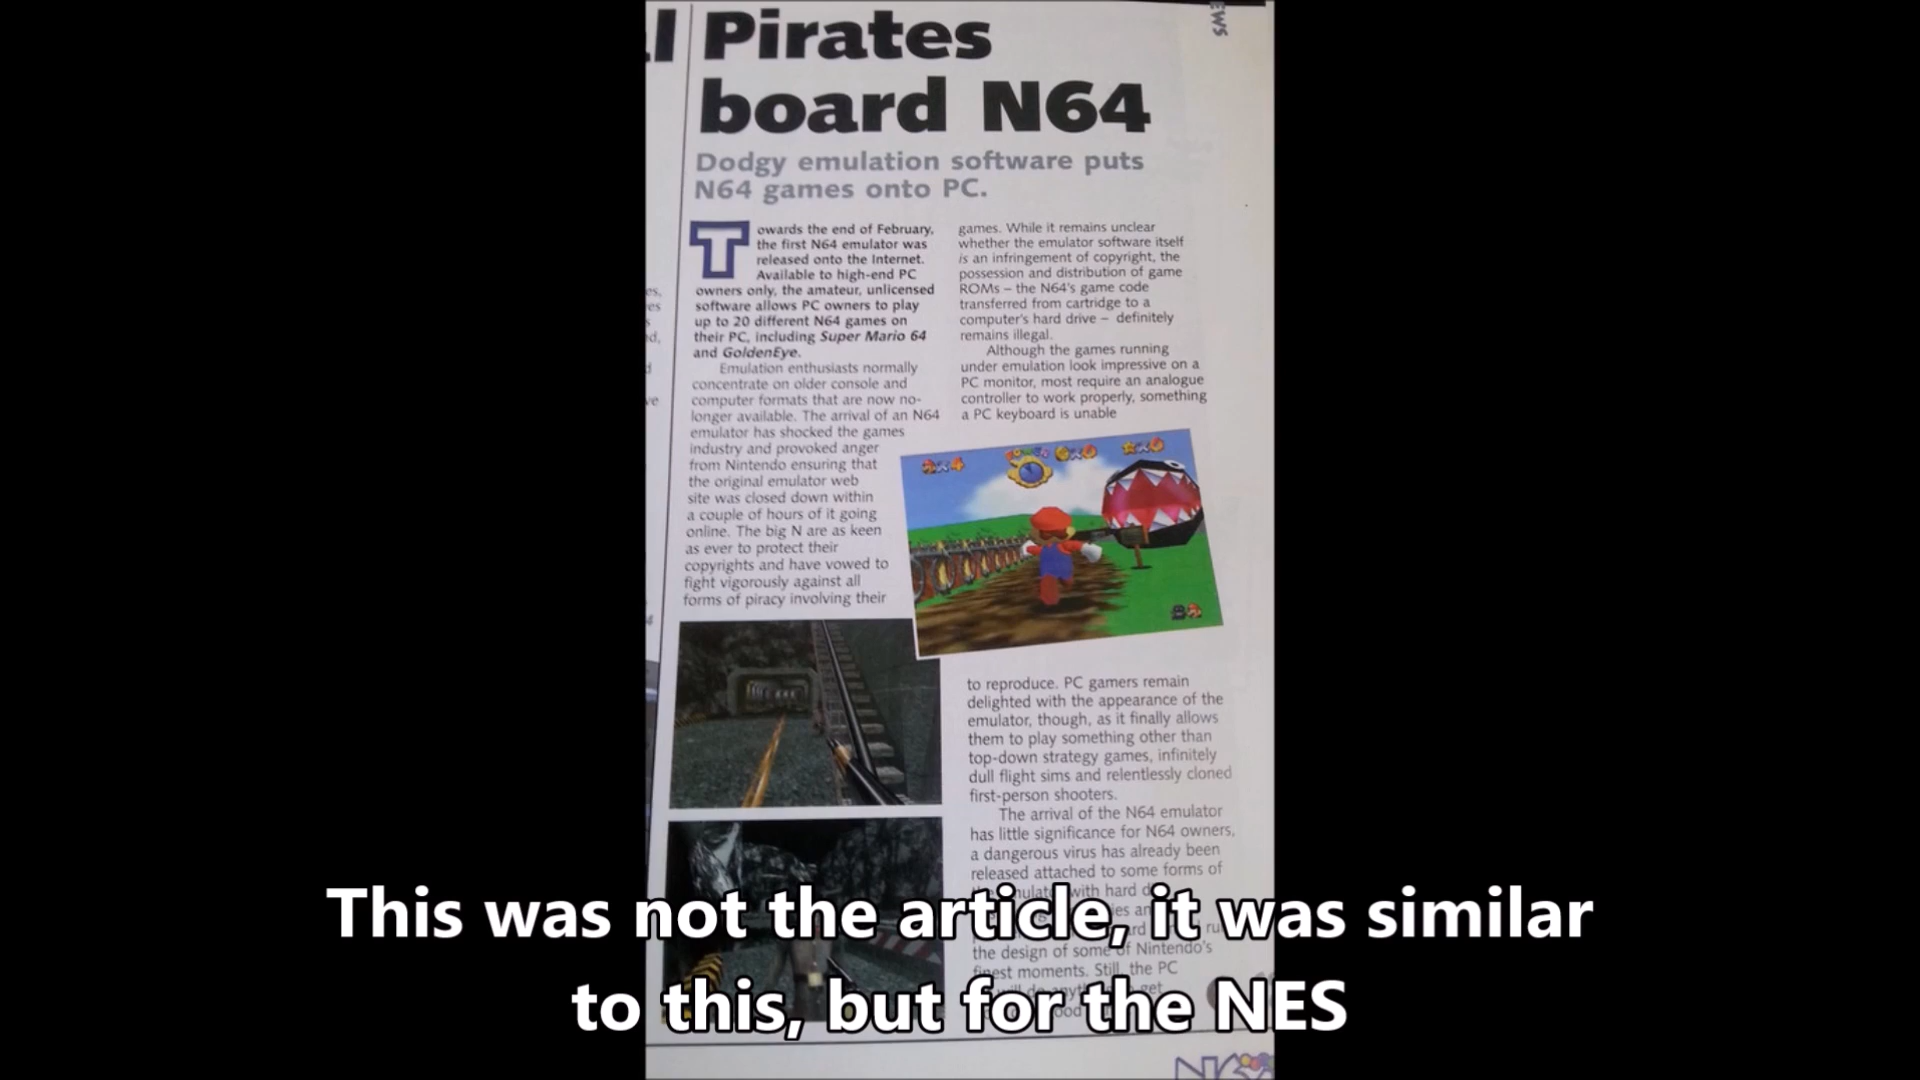 EWS
Pirates
board N64
Dodgy emulation software puts
N64 games onto PC.
Towards the end of February,
the first N64 emulator was
released onto the Internet.
Available to high-end PC
owners only, the amateur, unlicensed
software allows PC owners to play
up to 20 different N64 games on
their PC, including Super Mario 64
and GoldenEye.
Emulation enthusiasts normally
concentrate on older console and
computer formats that are now no-
longer available. The arrival of an N64
emulator has shocked the games
industry and provoked anger
from Nintendo ensuring that
the original emulator web
site was closed down within
a couple of hours of it going
online. The big N are as keen
as ever to protect their
copyrights and have vowed to
fight vigorously against all
forms of piracy involving their
games. While it remains unclear
whether the emulator software itself
is an infringement of copyright, the
possession and distribution of game
ROMs – the N64's game code
transferred from cartridge to a
computer's hard drive – definitely
remains illegal.
Although the games running
under emulation look impressive on a
PC monitor, most require an analogue
controller to work properly, something
a PC keyboard is unable
to reproduce. PC gamers remain
delighted with the appearance of the
emulator, though, as it finally allows
them to play something other than
top-down strategy games, infinitely
dull flight sims and relentlessly cloned
first-person shooters.
The arrival of the N64 emulator
has little significance for N64 owners,
a dangerous virus has already been
released attached to some forms of
with hard
the design of some of Nintendo's
finest moments. Still, the PC
get
This was not the article, it was similar
to this, but for the NES